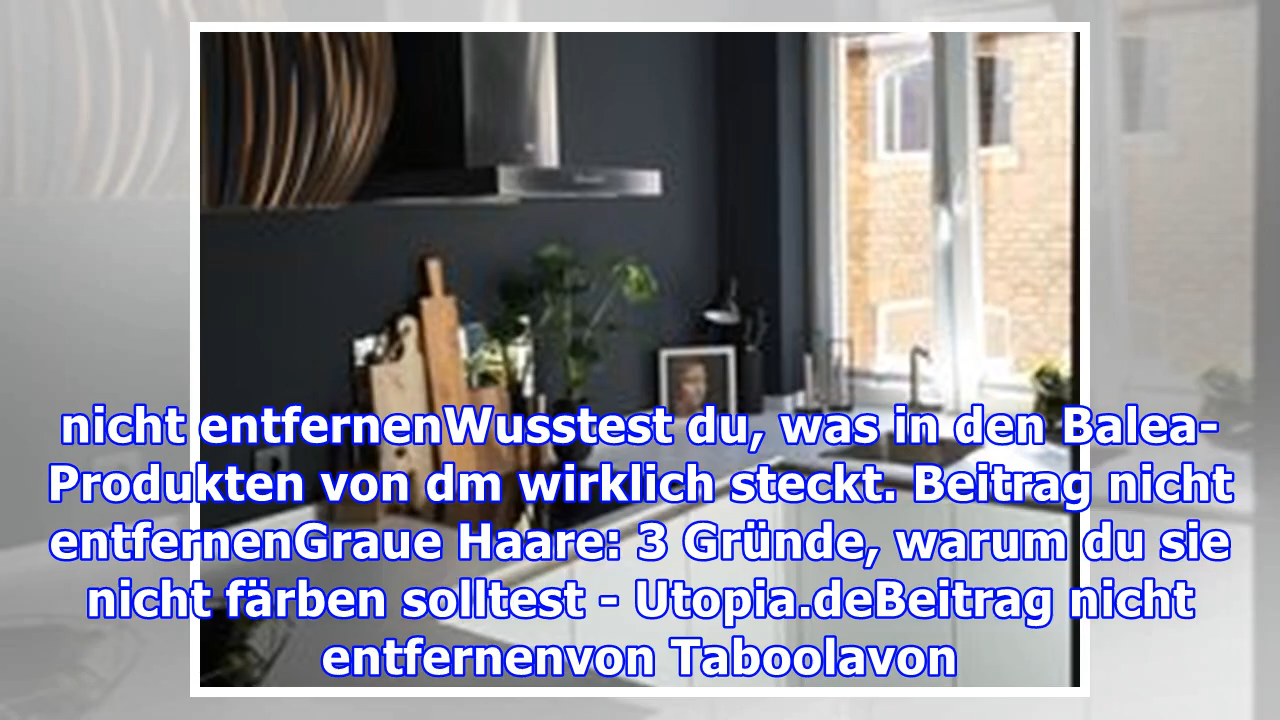 nicht entfernenWusstest du, was in den Balea-
Produkten von dm wirklich steckt. Beitrag nicht
entfernenGraue Haare: 3 Gründe, warum du sie
nicht färben solltest - Utopia.deBeitrag nicht
entfernenvon Taboolavon